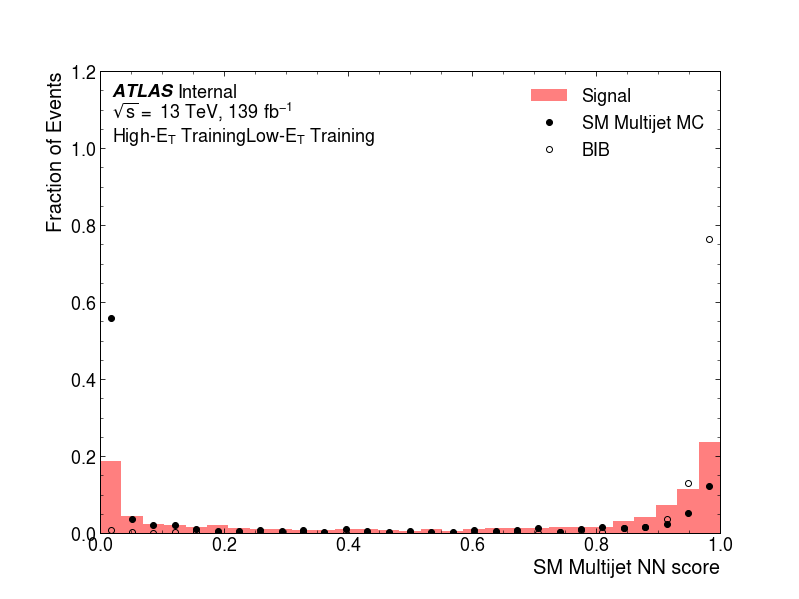 ATLAS Internal
√s = 13 TeV, 139 fb⁻¹
High-E_T TrainingLow-E_T Training
Signal
SM Multijet MC
BIB
Fraction of Events
1.2
1.0
0.8
0.6
0.4
0.2
0.0
0.0 0.2 0.4 0.6 0.8 1.0
SM Multijet NN score